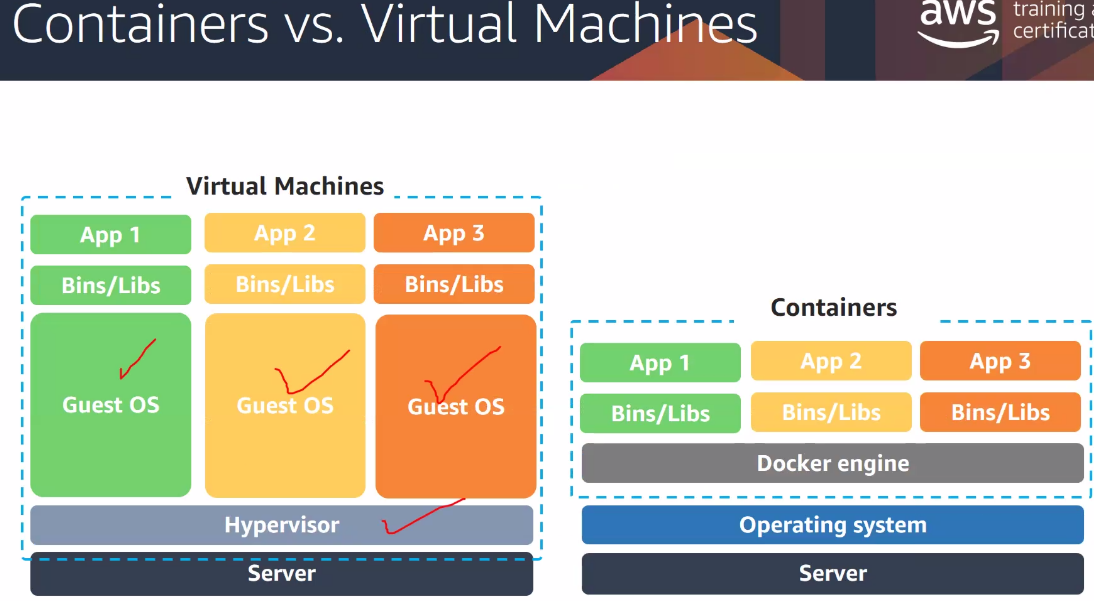 Containers vs. Virtual Machines
aws
training
certificat
Virtual Machines
App 1
App 2
App 3
Bins/Libs
Bins/Libs
Bins/Libs
Guest OS
Guest OS
Guest OS
Hypervisor
Server
Containers
App 1
App 2
App 3
Bins/Libs
Bins/Libs
Bins/Libs
Docker engine
Operating system
Server